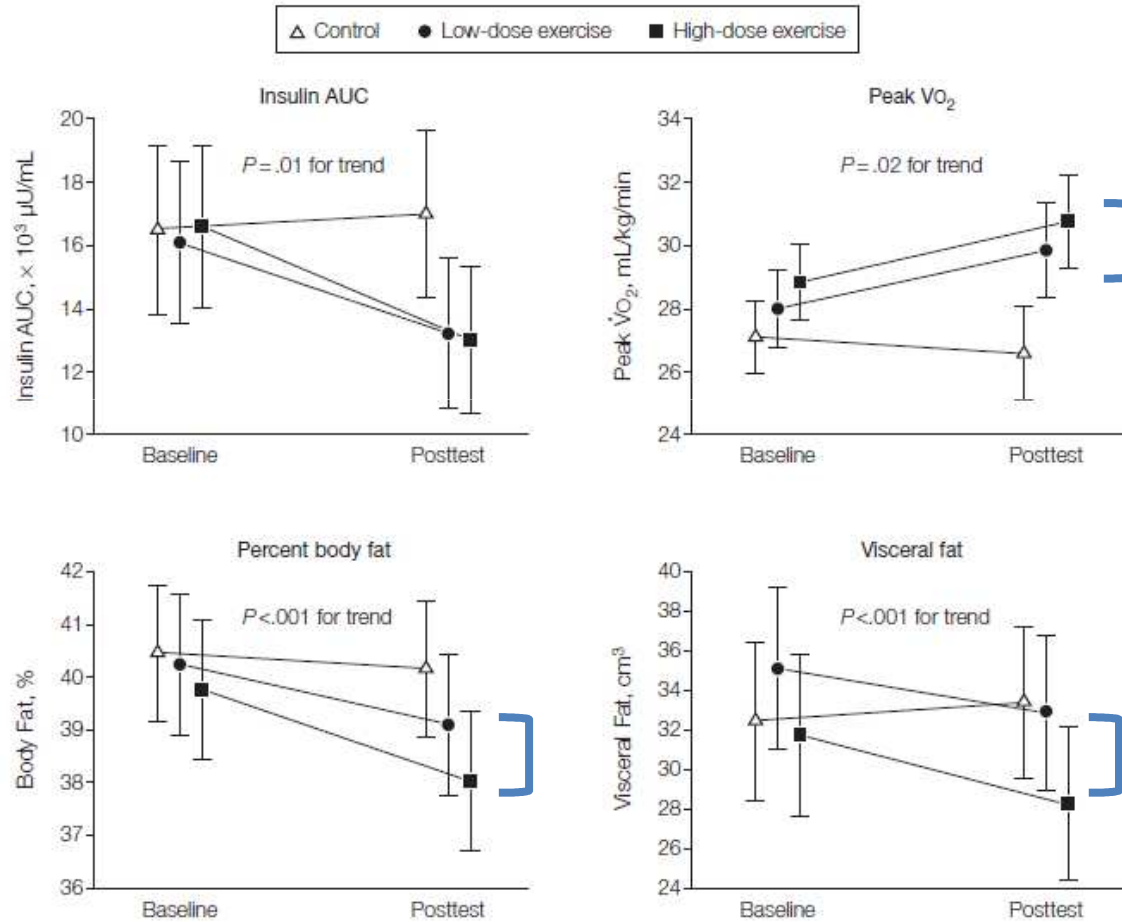 Control Low-dose exercise High-dose exercise
Insulin AUC
P = .01 for trend
Insulin AUC, × 10³ µU/mL
20
18
16
14
12
10
Baseline Posttest
Peak VO₂
P = .02 for trend
Peak V̇O₂, mL/kg/min
34
32
30
28
26
24
Baseline Posttest
Percent body fat
P<.001 for trend
Body Fat, %
42
41
40
39
38
37
36
Baseline Posttest
Visceral fat
P<.001 for trend
Visceral Fat, cm³
40
38
36
34
32
30
28
26
24
Baseline Posttest